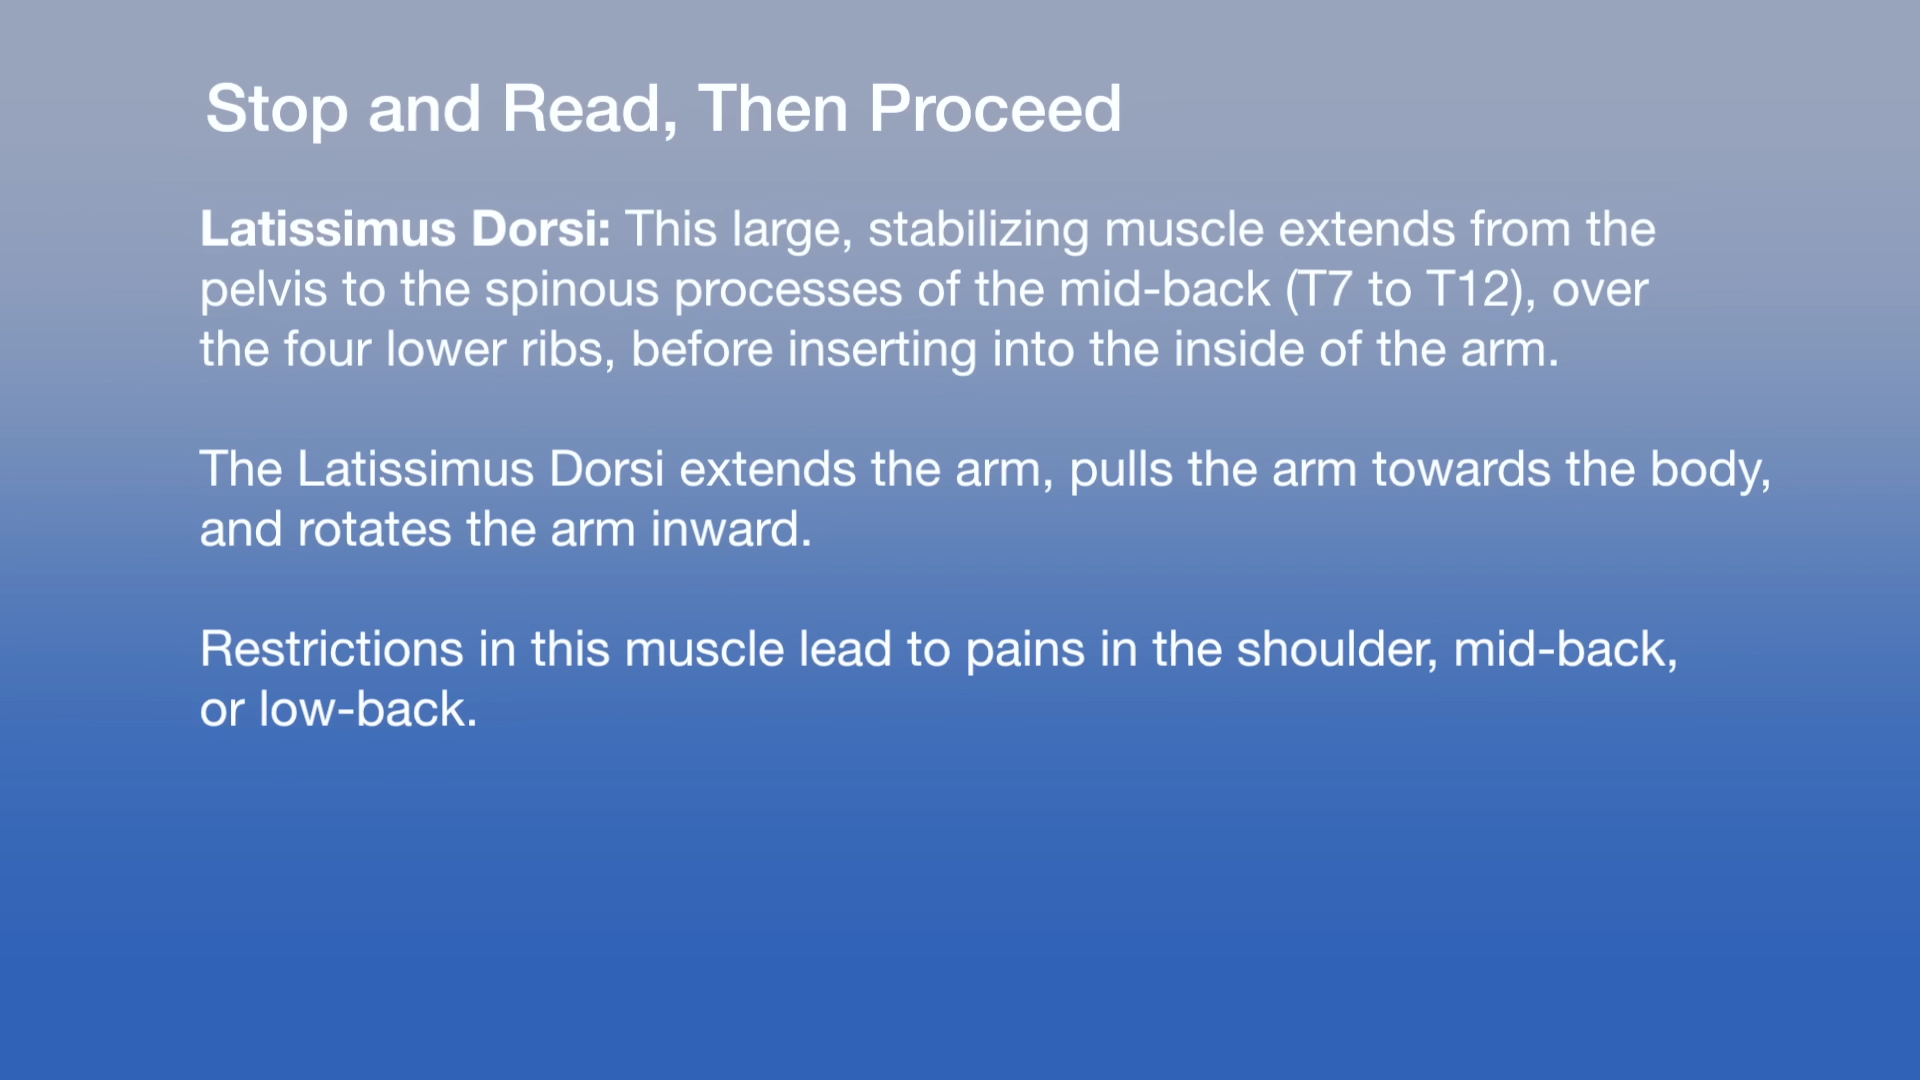 Stop and Read, Then Proceed
Latissimus Dorsi: This large, stabilizing muscle extends from the
pelvis to the spinous processes of the mid-back (T7 to T12), over
the four lower ribs, before inserting into the inside of the arm.
The Latissimus Dorsi extends the arm, pulls the arm towards the body,
and rotates the arm inward.
Restrictions in this muscle lead to pains in the shoulder, mid-back,
or low-back.